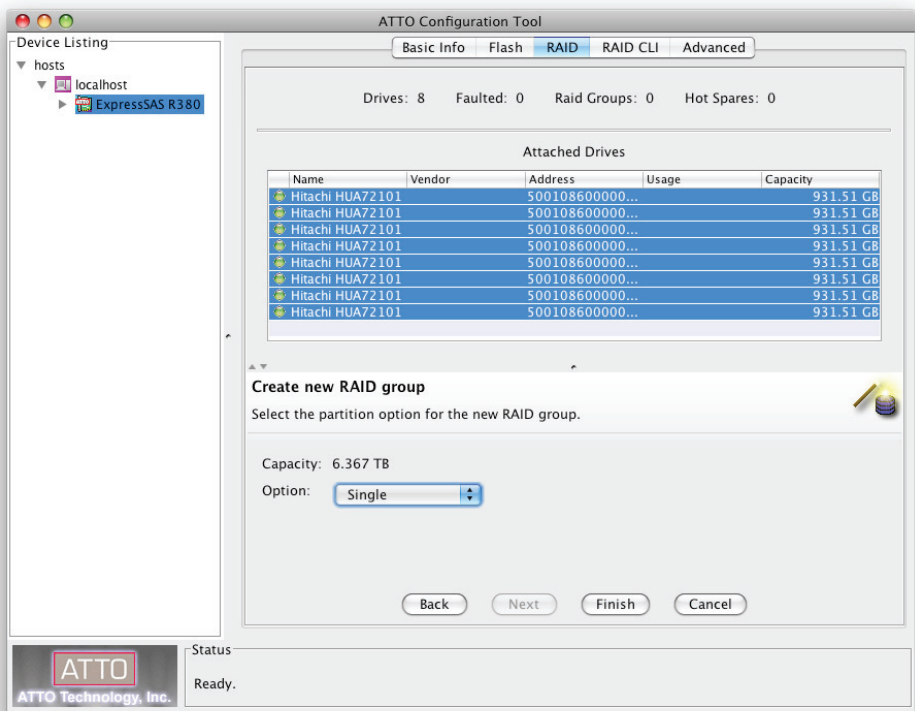 ATTO Configuration Tool
Device Listing
hosts
localhost
ExpressSAS R380
Basic Info Flash RAID RAID CLI Advanced
Drives: 8 Faulted: 0 Raid Groups: 0 Hot Spares: 0
Attached Drives
Name Vendor Address Usage Capacity
Hitachi HUA72101 500108600000... 931.51 GB
Hitachi HUA72101 500108600000... 931.51 GB
Hitachi HUA72101 500108600000... 931.51 GB
Hitachi HUA72101 500108600000... 931.51 GB
Hitachi HUA72101 500108600000... 931.51 GB
Hitachi HUA72101 500108600000... 931.51 GB
Hitachi HUA72101 500108600000... 931.51 GB
Hitachi HUA72101 500108600000... 931.51 GB
Create new RAID group
Select the partition option for the new RAID group.
Capacity: 6.367 TB
Option: Single
Back Next Finish Cancel
ATTO
ATTO Technology, Inc.
Status
Ready.